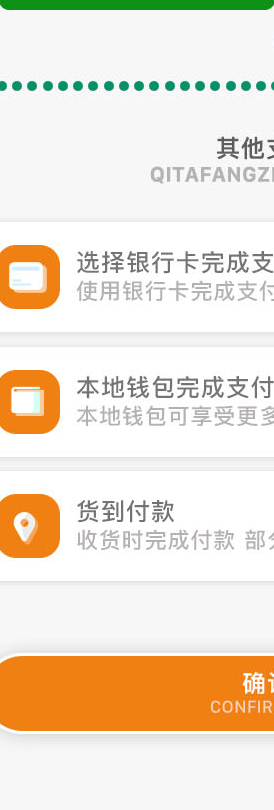 其他
QITAFANGZ
选择银行卡完成支
使用银行卡完成支付
本地钱包完成支付
本地钱包可享受更多
货到付款
收货时完成付款 部
确
CONFIR